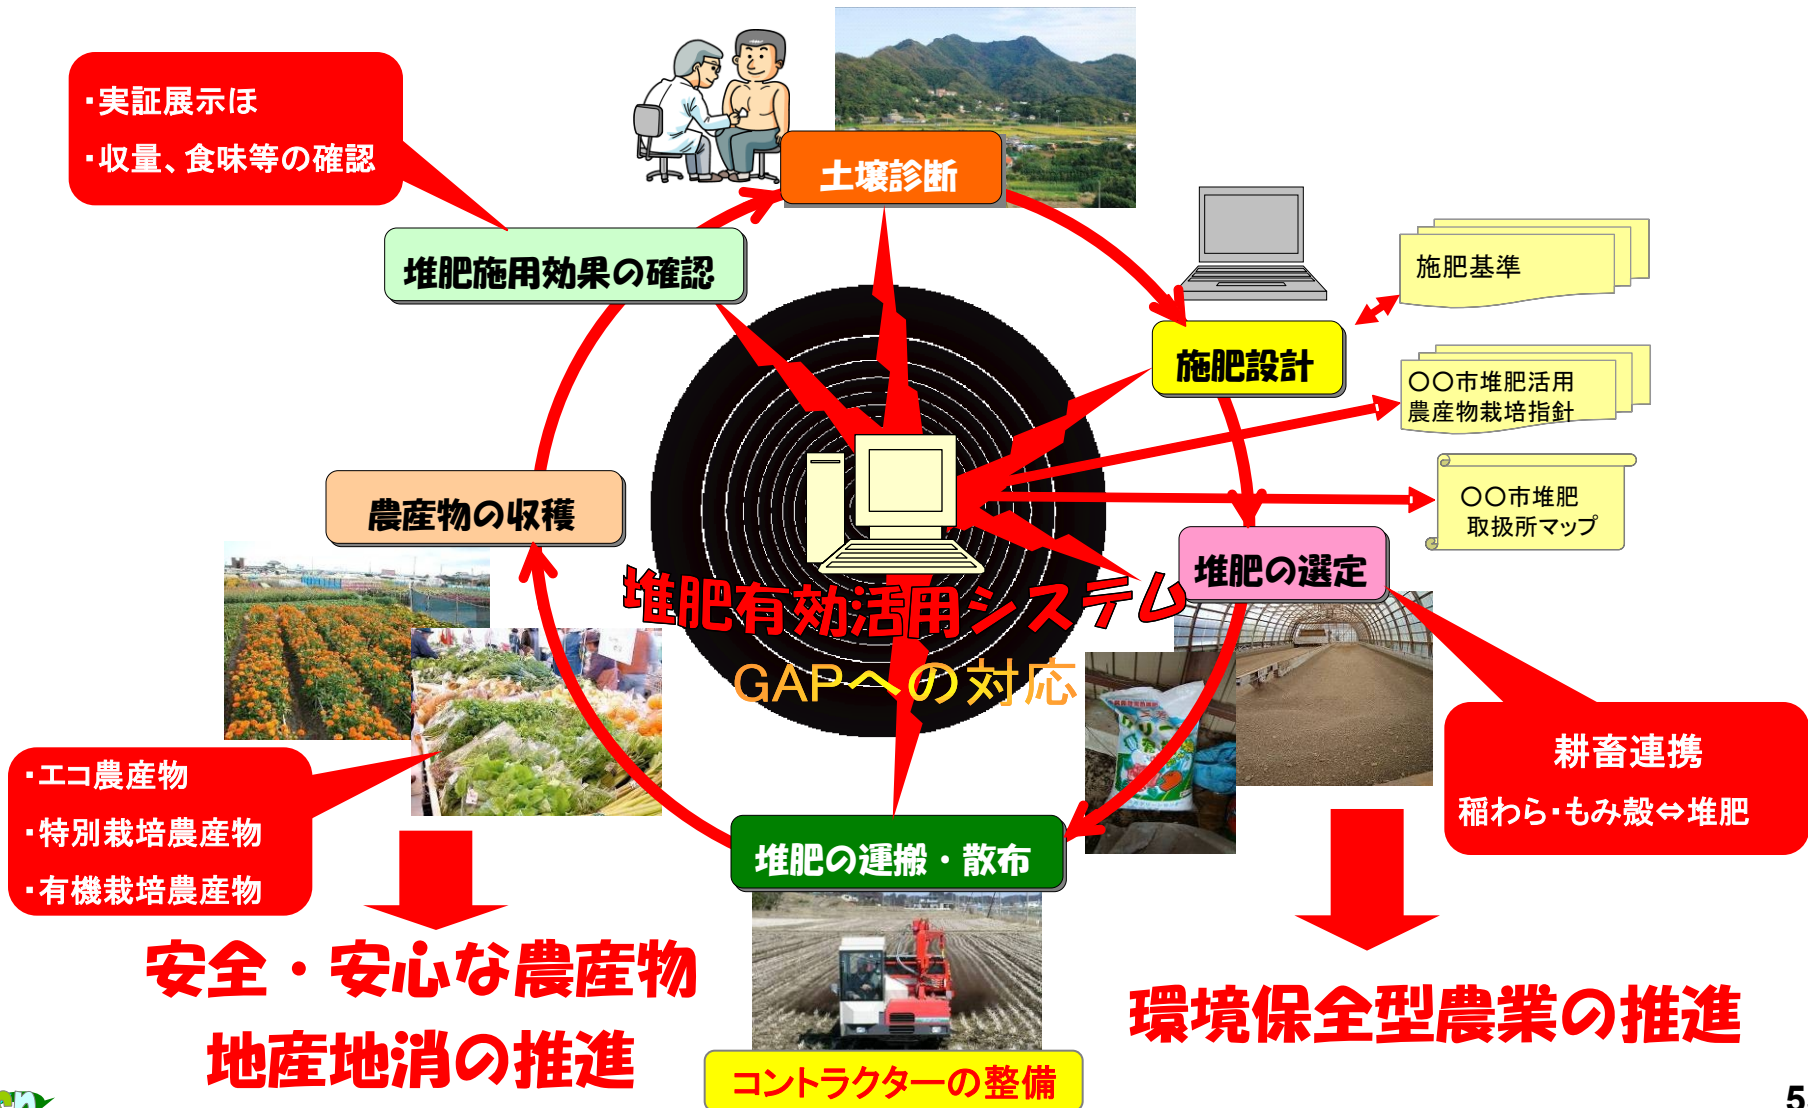 ・実証展示ほ
・収量、食味等の確認
土壌診断
堆肥施用効果の確認
施肥基準
施肥設計
〇〇市堆肥活用
農産物栽培指針
〇〇市堆肥
取扱所マップ
農産物の収穫
堆肥の選定
堆肥有効活用システム
GAPへの対応
耕畜連携
稲わら・もみ殻⇔堆肥
・エコ農産物
・特別栽培農産物
・有機栽培農産物
堆肥の運搬・散布
安全・安心な農産物
地産地消の推進
環境保全型農業の推進
コントラクターの整備